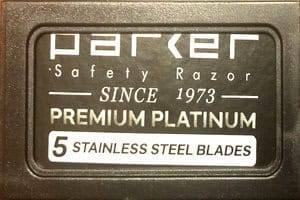 parker
Safety Razor
SINCE 1973
PREMIUM PLATINUM
5 STAINLESS STEEL BLADES